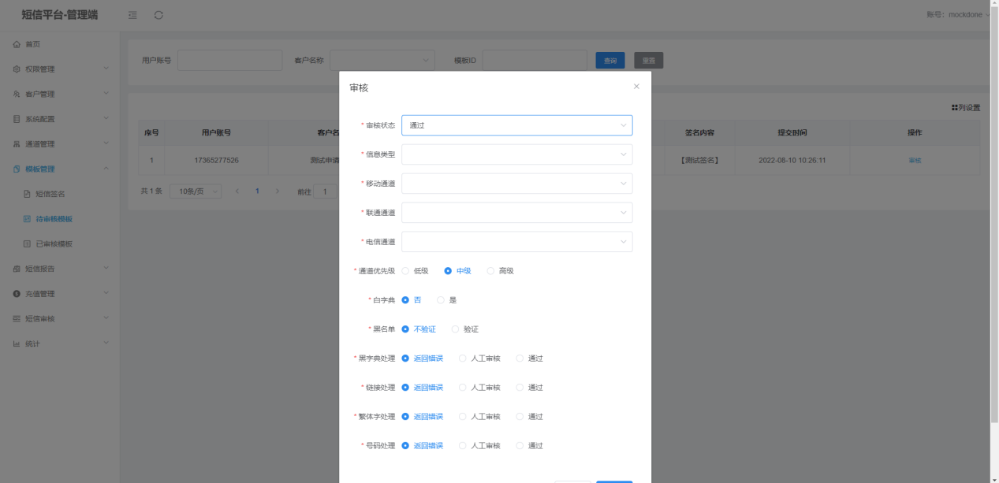 短信平台-管理端
账号：mockdone
首页
权限管理
客户管理
系统配置
通道管理
模板管理
短信签名
待审核模板
已审核模板
短信报告
充值管理
短信审核
统计
用户账号 客户名称 模板ID 查询 重置
列设置
序号 用户账号 客户名 签名内容 提交时间 操作
1 17365277526 测试申请 【测试签名】 2022-08-10 10:26:11 审核
共 1 条 10条/页 1 前往 1
审核
* 审核状态 通过
* 信息类型
* 移动通道
* 联通通道
* 电信通道
* 通道优先级 低级 中级 高级
* 白字典 否 是
* 黑名单 不验证 验证
* 黑字典处理 返回错误 人工审核 通过
* 链接处理 返回错误 人工审核 通过
* 繁体字处理 返回错误 人工审核 通过
* 号码处理 返回错误 人工审核 通过